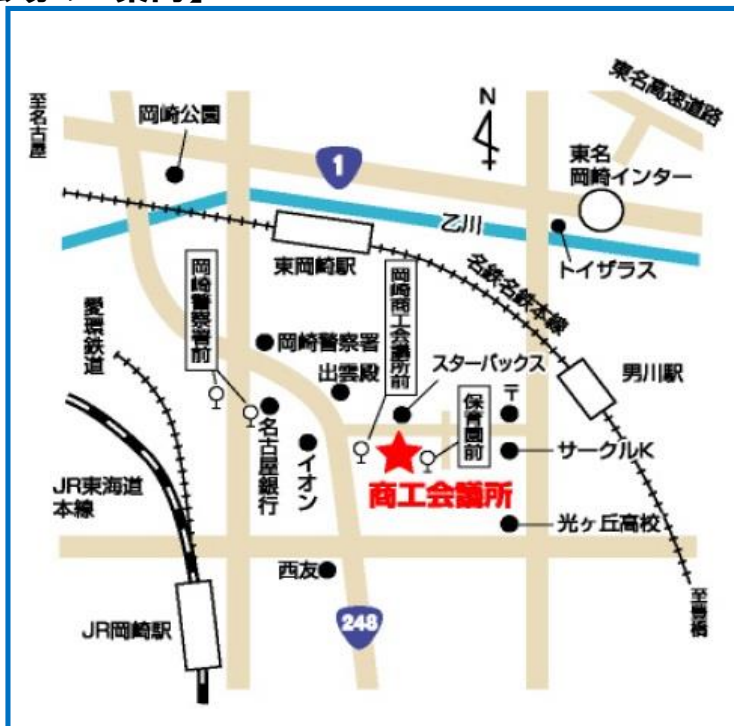 至名古屋
岡崎公園
N
東名高速道路
1
東名
岡崎インター
乙川
トイザラス
東岡崎駅
名鉄名鉄本線
岡崎警察署前
岡崎商工会議所前
愛環鉄道
岡崎警察署
出雲殿
スターバックス
男川駅
〒
保育園前
サークルK
名古屋銀行
イオン
商工会議所
JR東海道
本線
光ヶ丘高校
西友
至豊橋
JR岡崎駅
248